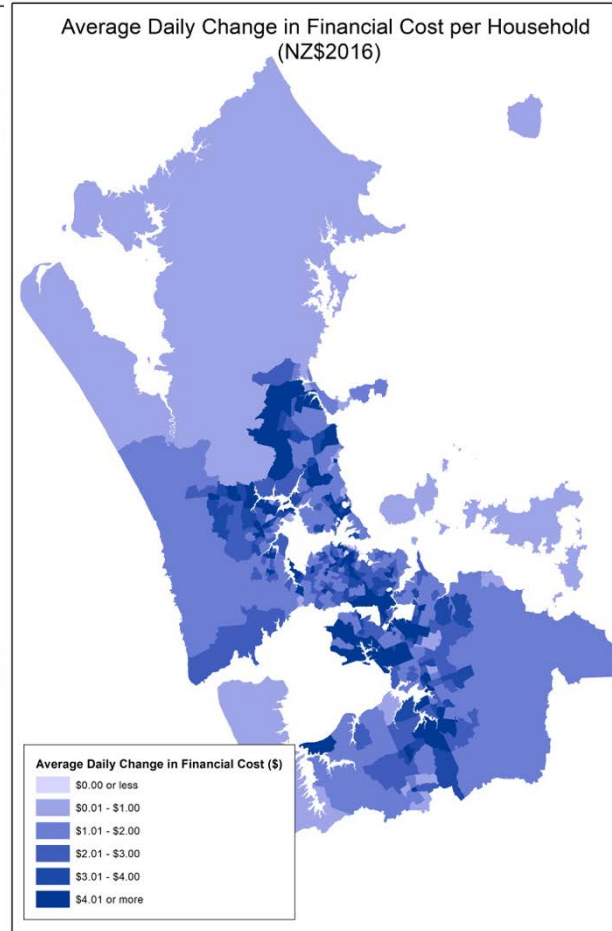 Average Daily Change in Financial Cost per Household
(NZ$2016)
Average Daily Change in Financial Cost ($)
$0.00 or less
$0.01 - $1.00
$1.01 - $2.00
$2.01 - $3.00
$3.01 - $4.00
$4.01 or more